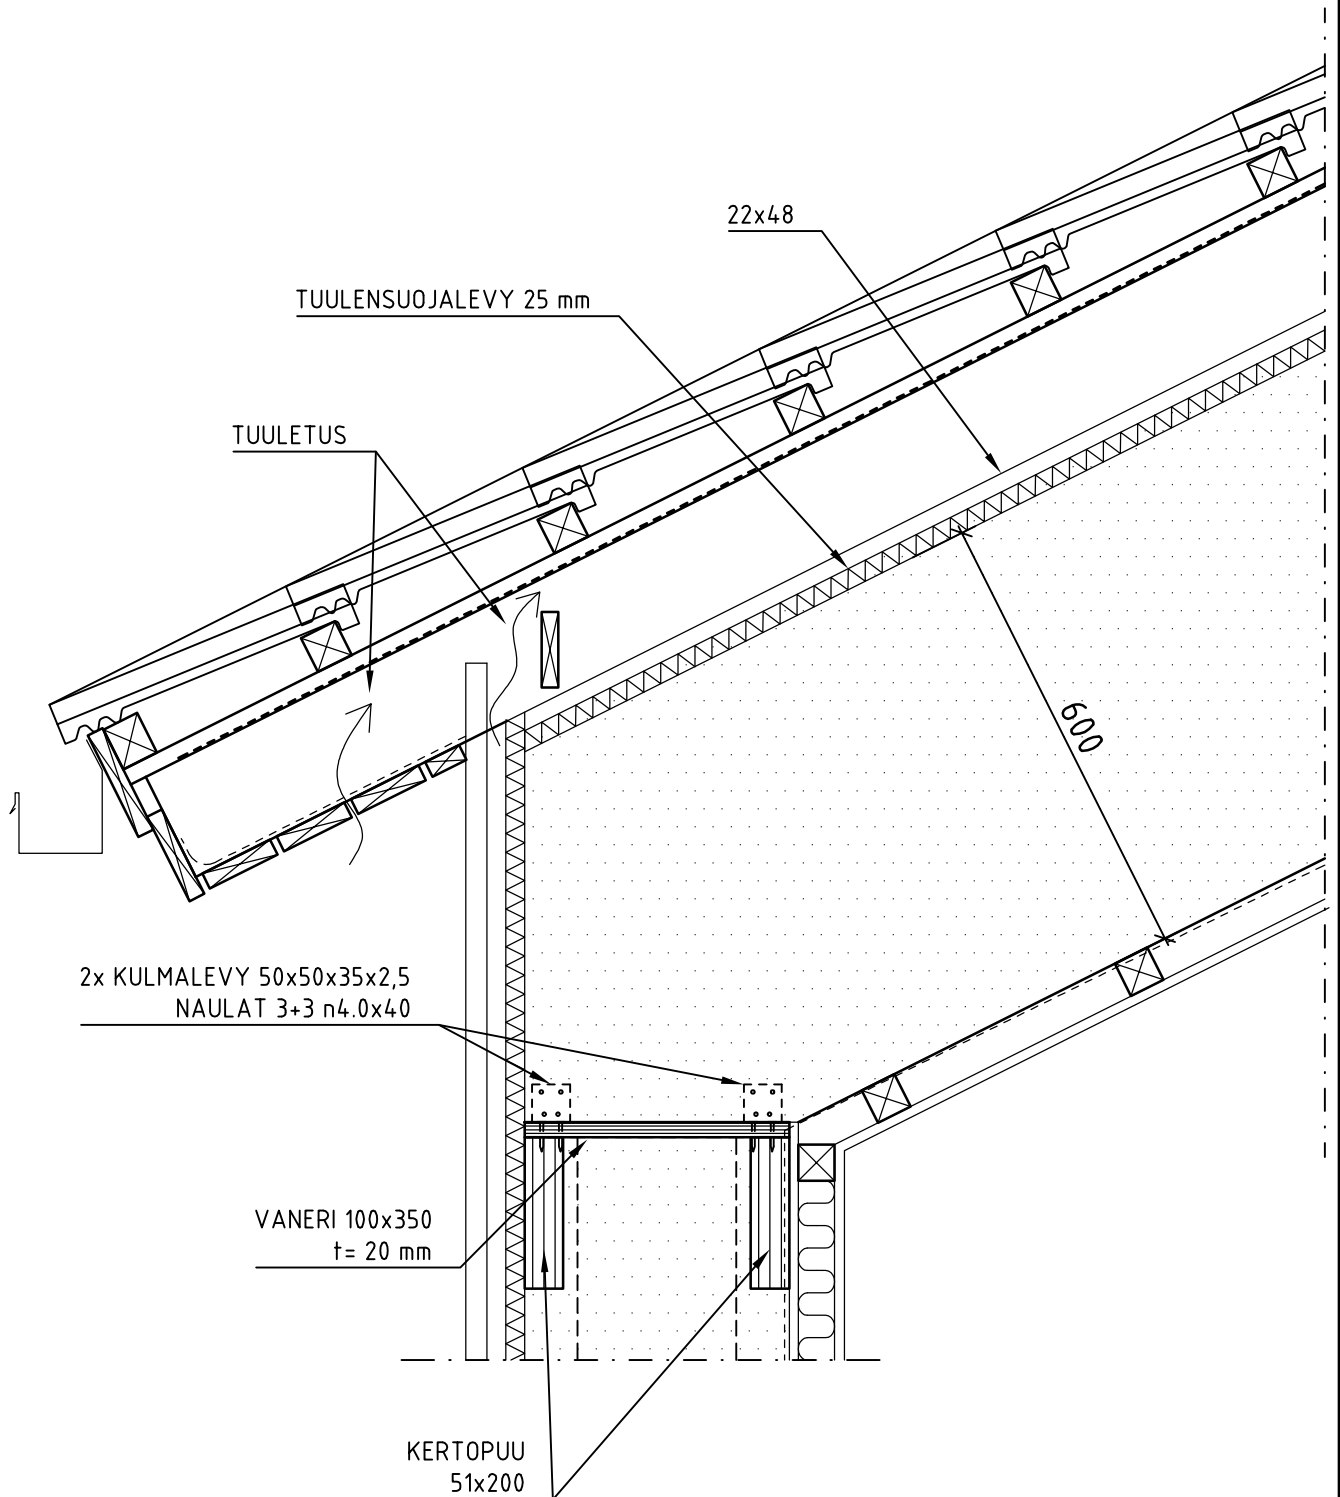 22x48
TUULENSUOJALEVY 25 mm
TUULETUS
600
2x KULMALEVY 50x50x35x2,5
NAULAT 3+3 n4.0x40
VANERI 100x350
t= 20 mm
KERTOPUU
51x200